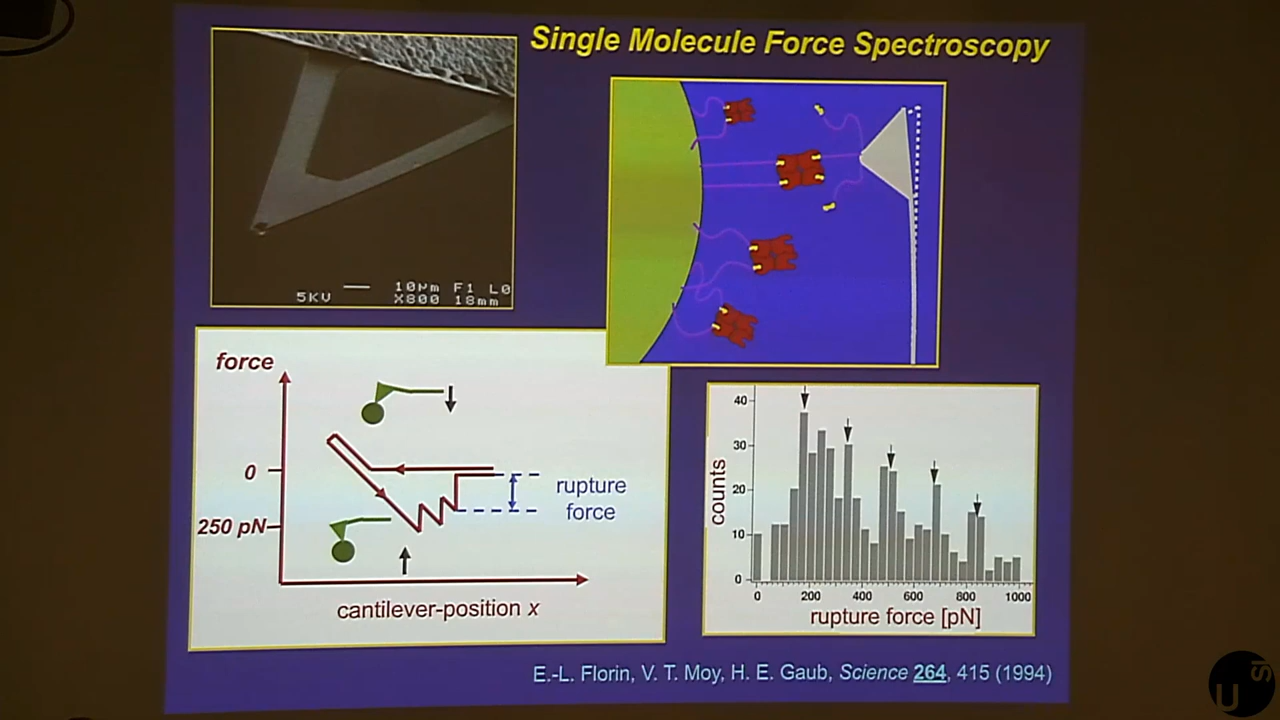 Single Molecule Force Spectroscopy
5KV
10µm F1 L0
X800 18mm
force
0
250 pN
rupture
force
cantilever-position x
counts
40
30
20
10
0
0 200 400 600 800 1000
rupture force [pN]
E.-L. Florin, V. T. Moy, H. E. Gaub, Science 264, 415 (1994)
U
SI